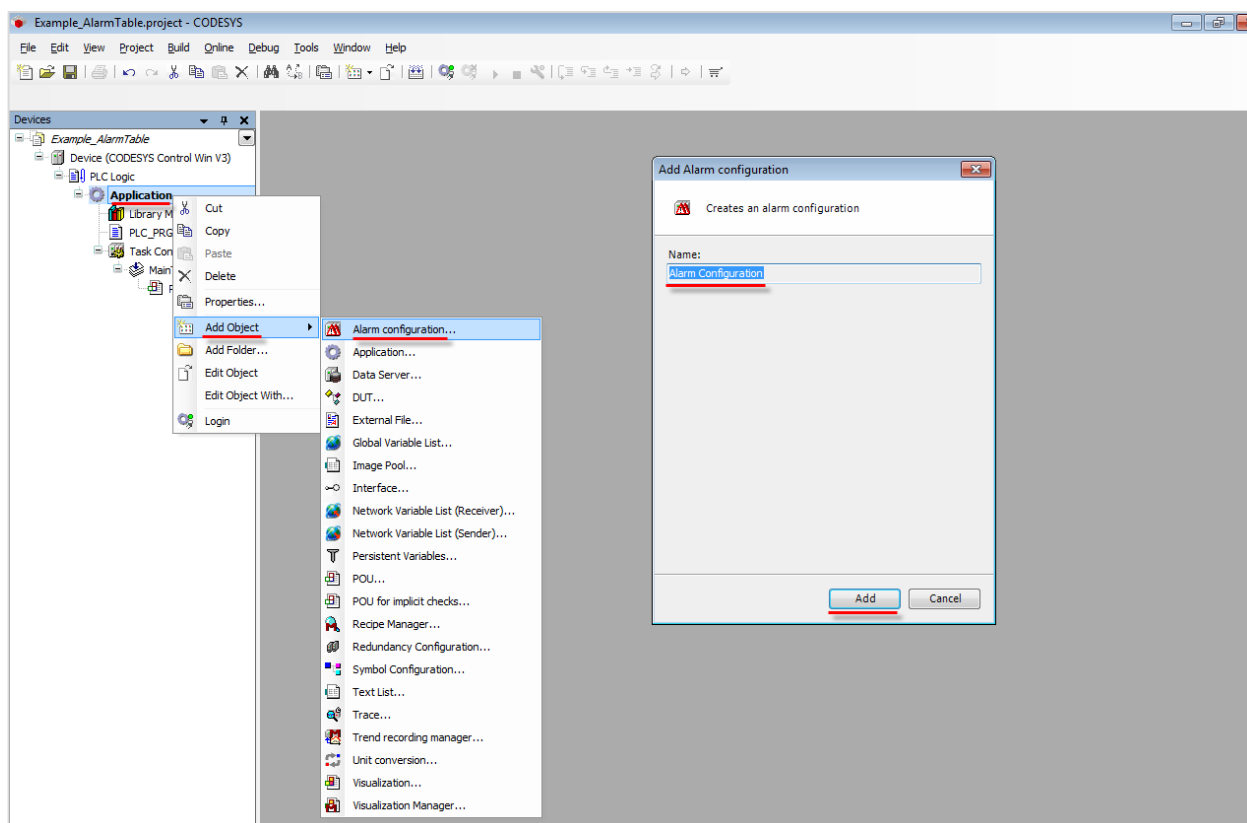 Example_AlarmTable.project - CODESYS
File Edit View Project Build Online Debug Tools Window Help
Devices
Example_AlarmTable
Device (CODESYS Control Win V3)
PLC Logic
Application
Library M
PLC_PRG
Task Con
Main
Cut
Copy
Paste
Delete
Properties...
Add Object
Add Folder...
Edit Object
Edit Object With...
Login
Alarm configuration...
Application...
Data Server...
DUT...
External File...
Global Variable List...
Image Pool...
Interface...
Network Variable List (Receiver)...
Network Variable List (Sender)...
Persistent Variables...
POU...
POU for implicit checks...
Recipe Manager...
Redundancy Configuration...
Symbol Configuration...
Text List...
Trace...
Trend recording manager...
Unit conversion...
Visualization...
Visualization Manager...
Add Alarm configuration
Creates an alarm configuration
Name:
Alarm Configuration
Add Cancel